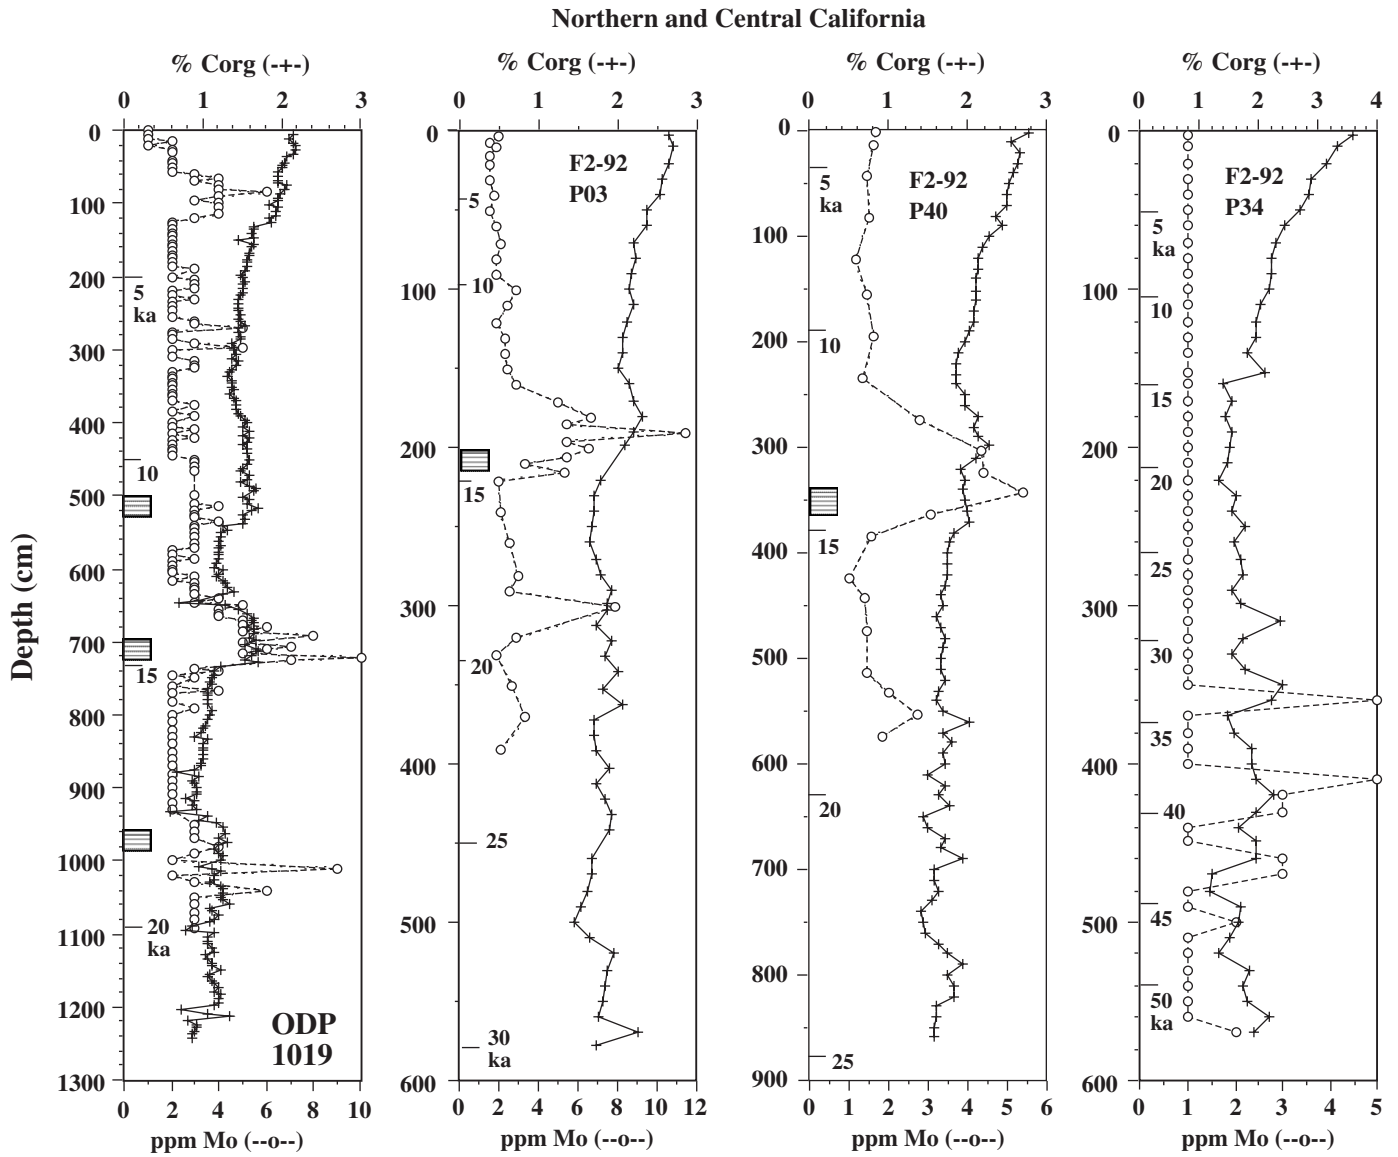 Northern and Central California
% Corg (-+-)
% Corg (-+-)
% Corg (-+-)
% Corg (-+-)
0 1 2 3
0 1 2 3
0 1 2 3
0 1 2 3 4
Depth (cm)
0
100
200
300
400
500
600
700
800
900
1000
1100
1200
1300
5
ka
10
15
20
ka
ODP
1019
0 2 4 6 8 10
ppm Mo (--o--)
0
100
200
300
400
500
600
F2-92
P03
5
10
15
20
25
30
ka
0 2 4 6 8 10 12
ppm Mo (--o--)
0
100
200
300
400
500
600
700
800
900
F2-92
P40
5
ka
10
15
20
25
0 1 2 3 4 5 6
ppm Mo (--o--)
0
100
200
300
400
500
600
F2-92
P34
5
ka
10
15
20
25
30
35
40
45
50
ka
0 1 2 3 4 5
ppm Mo (--o--)